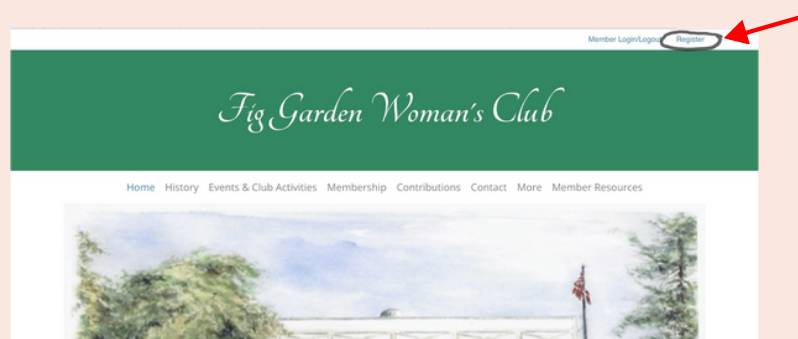 Member Login/Logout Register
Fig Garden Woman's Club
Home History Events & Club Activities Membership Contributions Contact More Member Resources